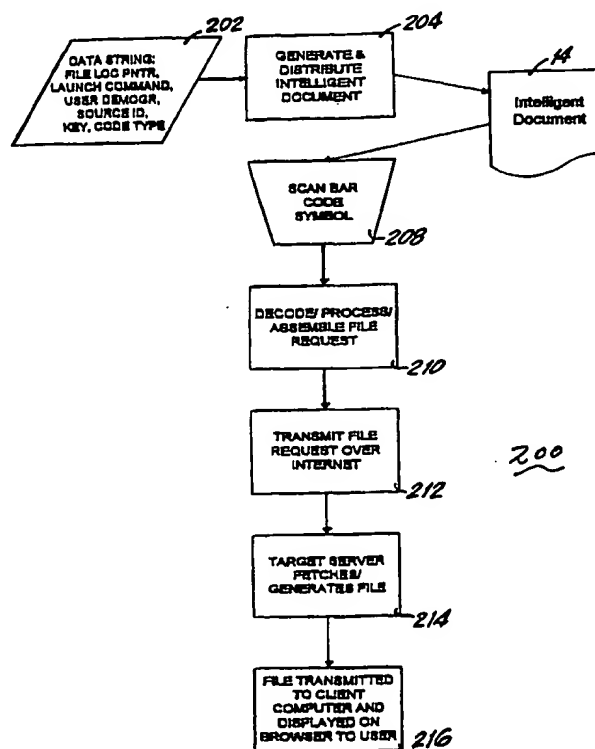 202
DATA STRING:
FILE LOC PNTR,
LAUNCH COMMAND,
USER DEMOGR,
SOURCE ID,
KEY, CODE TYPE
204
GENERATE &
DISTRIBUTE
INTELLIGENT
DOCUMENT
14
Intelligent
Document
SCAN BAR
CODE
SYMBOL
208
DECODE/ PROCESS/
ASSEMBLE FILE
REQUEST
210
TRANSMIT FILE
REQUEST OVER
INTERNET
212
200
TARGET SERVER
FETCHES/
GENERATES FILE
214
FILE TRANSMITTED
TO CLIENT
COMPUTER AND
DISPLAYED ON
BROWSER TO USER
216